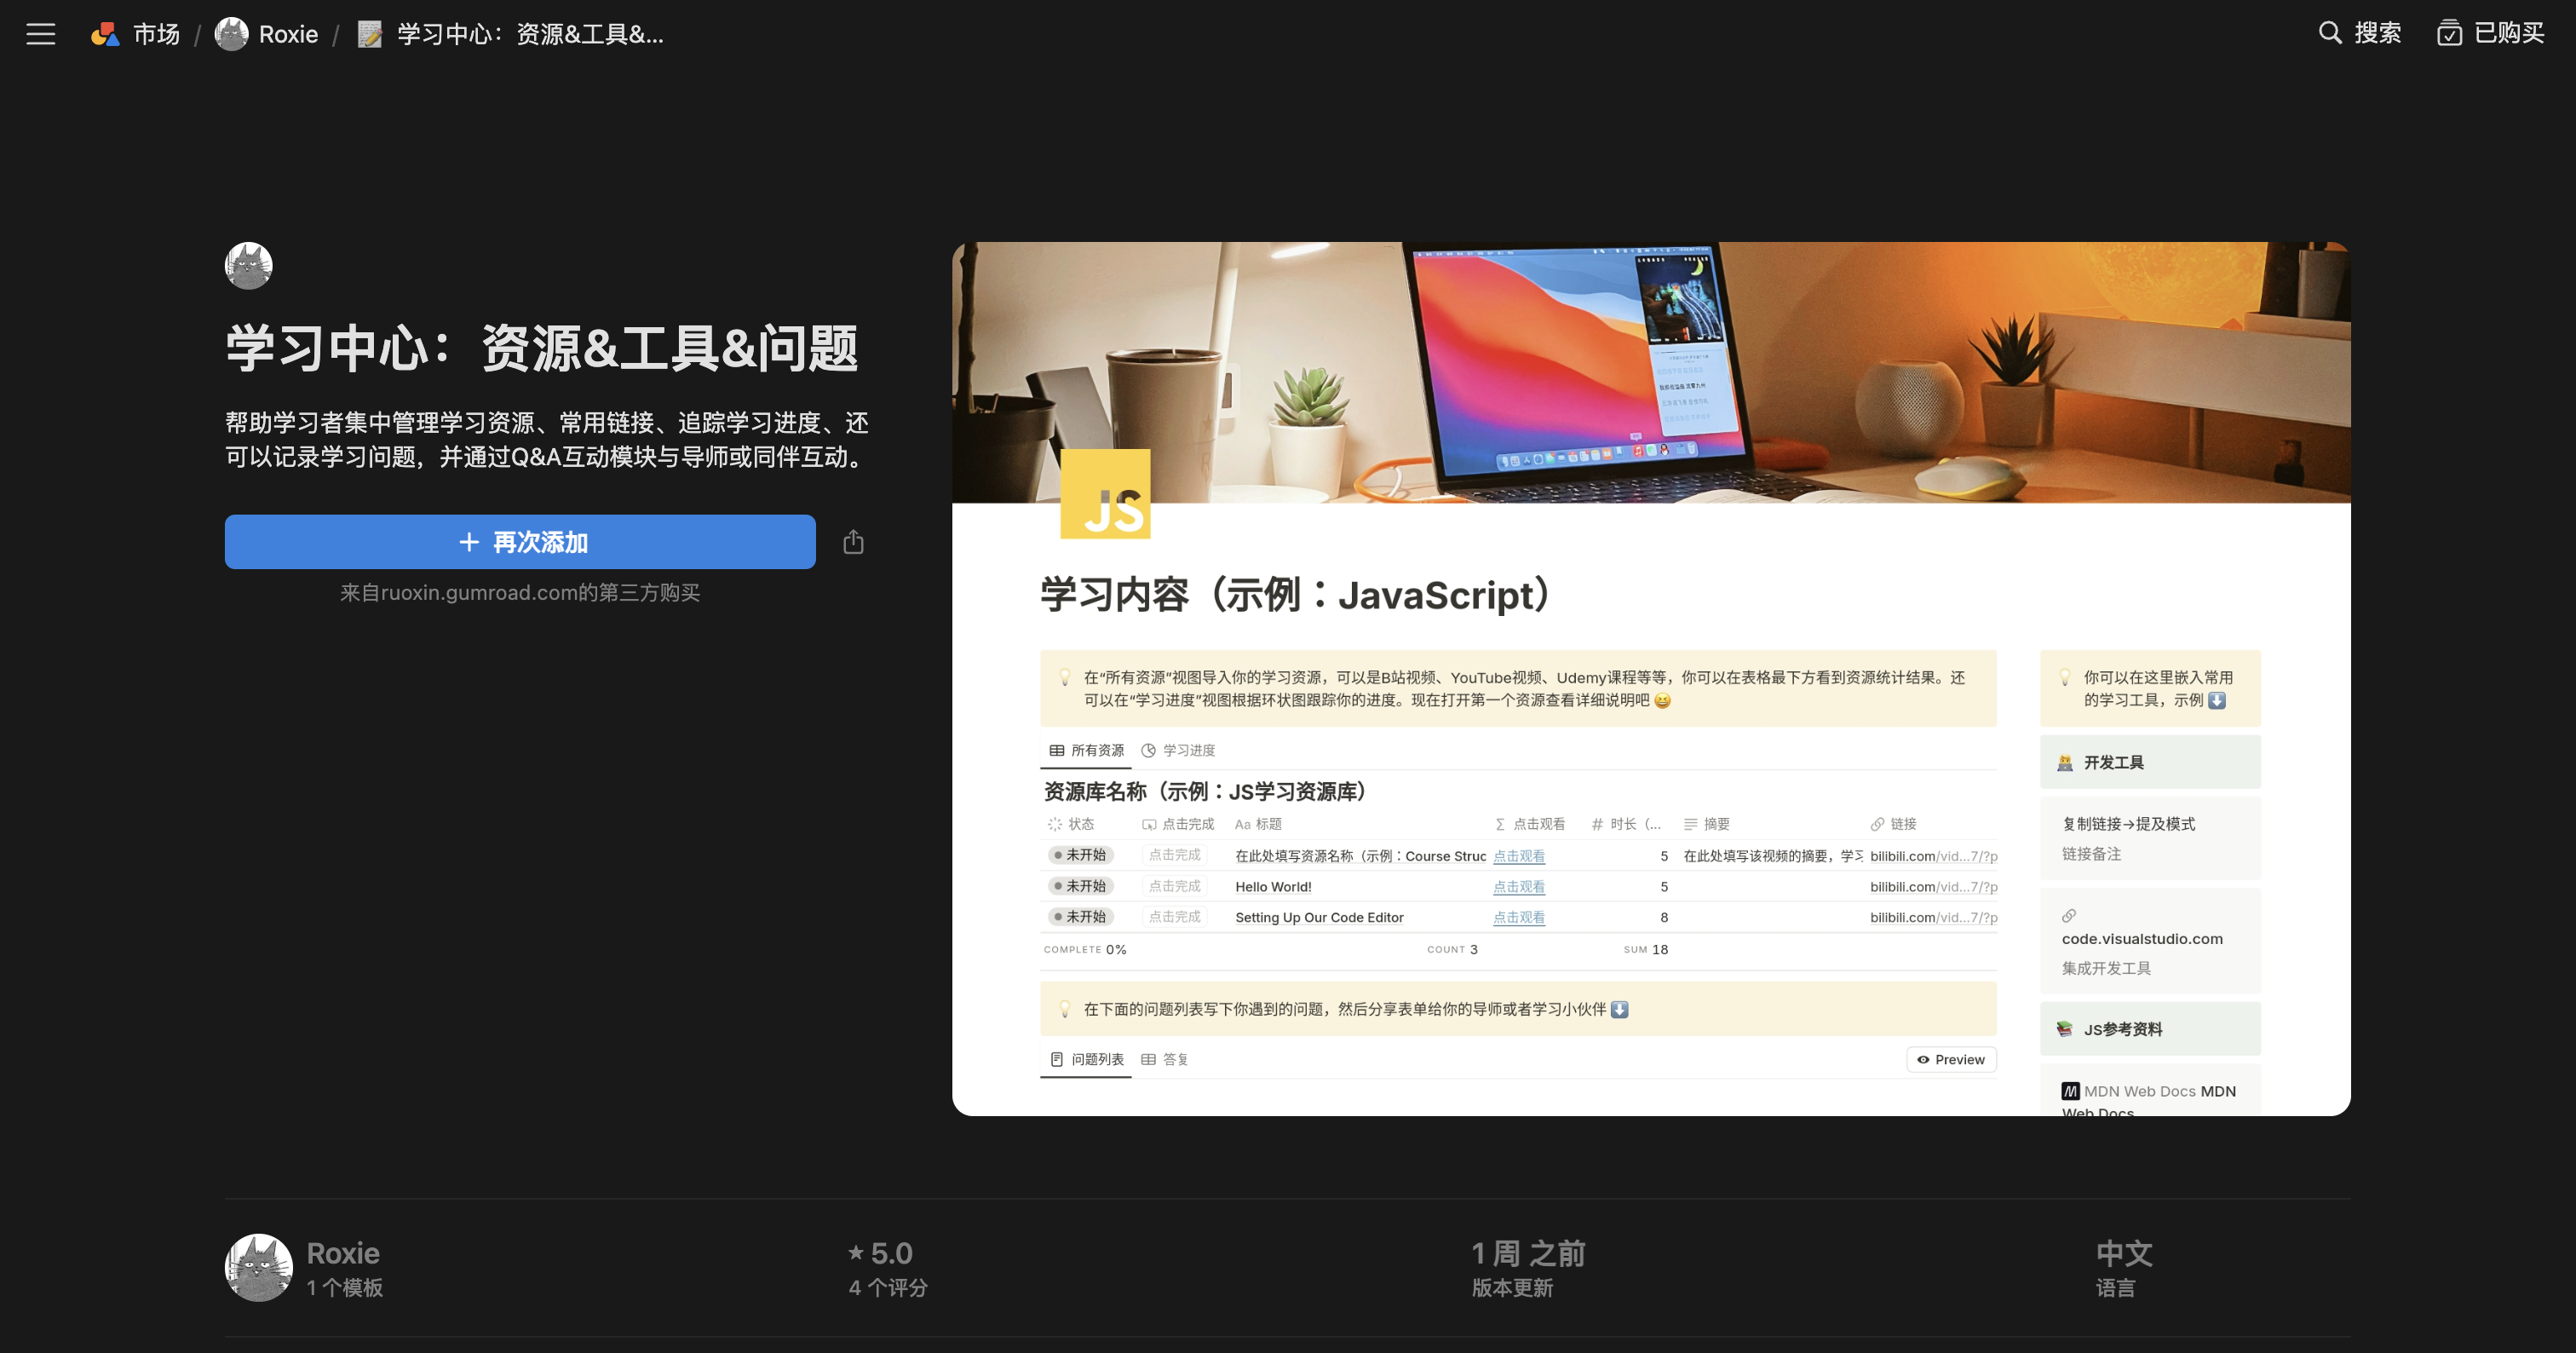 市场 / Roxie / 学习中心：资源&工具&...
搜索 已购买
学习中心：资源&工具&问题
帮助学习者集中管理学习资源、常用链接、追踪学习进度、还
可以记录学习问题，并通过Q&A互动模块与导师或同伴互动。
+ 再次添加
来自ruoxin.gumroad.com的第三方购买
JS
学习内容（示例：JavaScript）
在“所有资源”视图导入你的学习资源，可以是B站视频、YouTube视频、Udemy课程等等，你可以在表格最下方看到资源统计结果。还
可以在“学习进度”视图根据环状图跟踪你的进度。现在打开第一个资源查看详细说明吧 😆
所有资源 学习进度
资源库名称（示例：JS学习资源库）
状态 点击完成 Aa 标题 Σ 点击观看 # 时长（... 摘要 链接
未开始 点击完成 在此处填写资源名称（示例：Course Struc 点击观看 5 在此处填写该视频的摘要，学习 bilibili.com/vid...7/?p
未开始 点击完成 Hello World! 点击观看 5 bilibili.com/vid...7/?p
未开始 点击完成 Setting Up Our Code Editor 点击观看 8 bilibili.com/vid...7/?p
COMPLETE 0% COUNT 3 SUM 18
在下面的问题列表写下你遇到的问题，然后分享表单给你的导师或者学习小伙伴 ⬇️
问题列表 答复 Preview
你可以在这里嵌入常用
的学习工具，示例 ⬇️
开发工具
复制链接→提及模式
链接备注
code.visualstudio.com
集成开发工具
JS参考资料
MDN Web Docs MDN
Web Docs
Roxie
1 个模板
★ 5.0
4 个评分
1 周 之前
版本更新
中文
语言